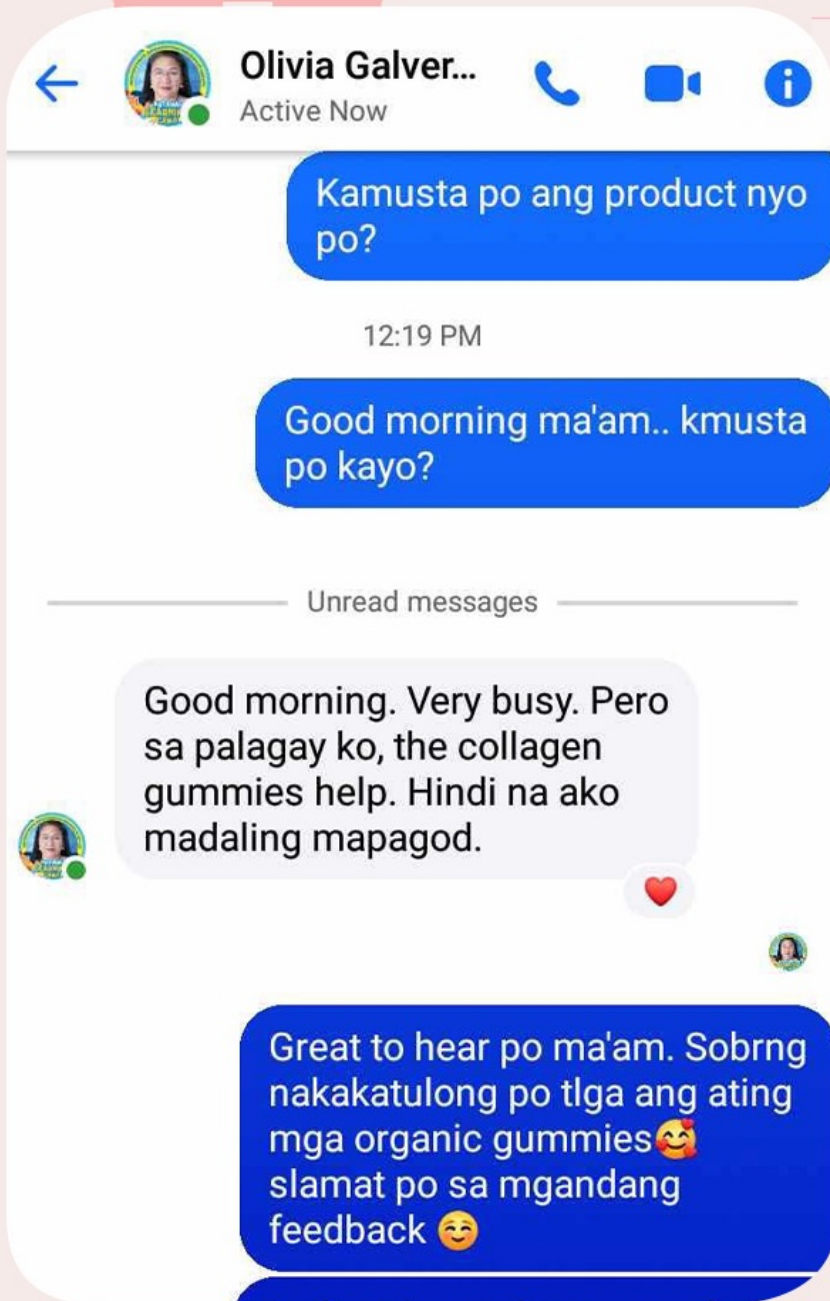 Olivia Galver...
Active Now
Kamusta po ang product nyo
po?
12:19 PM
Good morning ma'am.. kmusta
po kayo?
Unread messages
Good morning. Very busy. Pero
sa palagay ko, the collagen
gummies help. Hindi na ako
madaling mapagod.
Great to hear po ma'am. Sobrng
nakakatulong po tlga ang ating
mga organic gummies🥰
slamat po sa mgandang
feedback ☺️